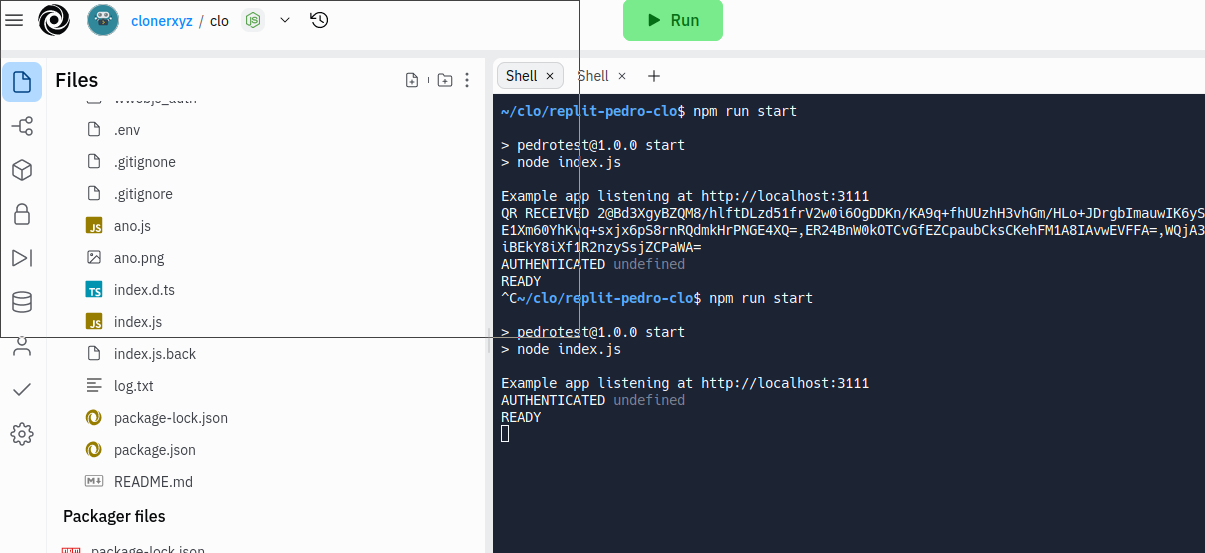 clonerxyz / clo
Run
Files
wwebjs_auth
.env
.gitignone
.gitignore
ano.js
ano.png
index.d.ts
index.js
index.js.back
log.txt
package-lock.json
package.json
README.md
Packager files
package-lock.json
Shell × Shell × +
~/clo/replit-pedro-clo$ npm run start
> pedrotest@1.0.0 start
> node index.js
Example app listening at http://localhost:3111
QR RECEIVED 2@Bd3XgyBZQM8/hlftDLzd51frV2w0i6OgDDKn/KA9q+fhUUzhH3vhGm/HLo+JDrgbImauwIK6yS
E1Xm60YhKvq+sxjx6pS8rnRQdmkHrPNGE4XQ=,ER24BnW0kOTCvGfEZCpaubCksCKehFM1A8IAvwEVFFA=,WQjA3
iBEkY8iXf1R2nzySsjZCPaWA=
AUTHENTICATED undefined
READY
^C~/clo/replit-pedro-clo$ npm run start
> pedrotest@1.0.0 start
> node index.js
Example app listening at http://localhost:3111
AUTHENTICATED undefined
READY